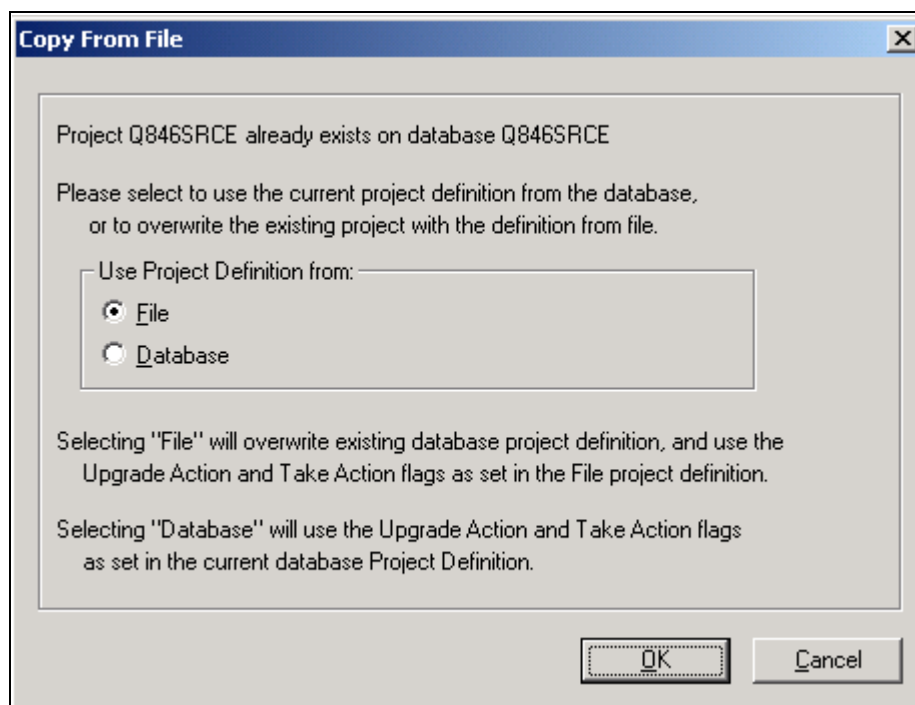 Copy From File
Project Q846SRCE already exists on database Q846SRCE
Please select to use the current project definition from the database,
or to overwrite the existing project with the definition from file.
Use Project Definition from:
File
Database
Selecting "File" will overwrite existing database project definition, and use the
Upgrade Action and Take Action flags as set in the File project definition.
Selecting "Database" will use the Upgrade Action and Take Action flags
as set in the current database Project Definition.
OK
Cancel